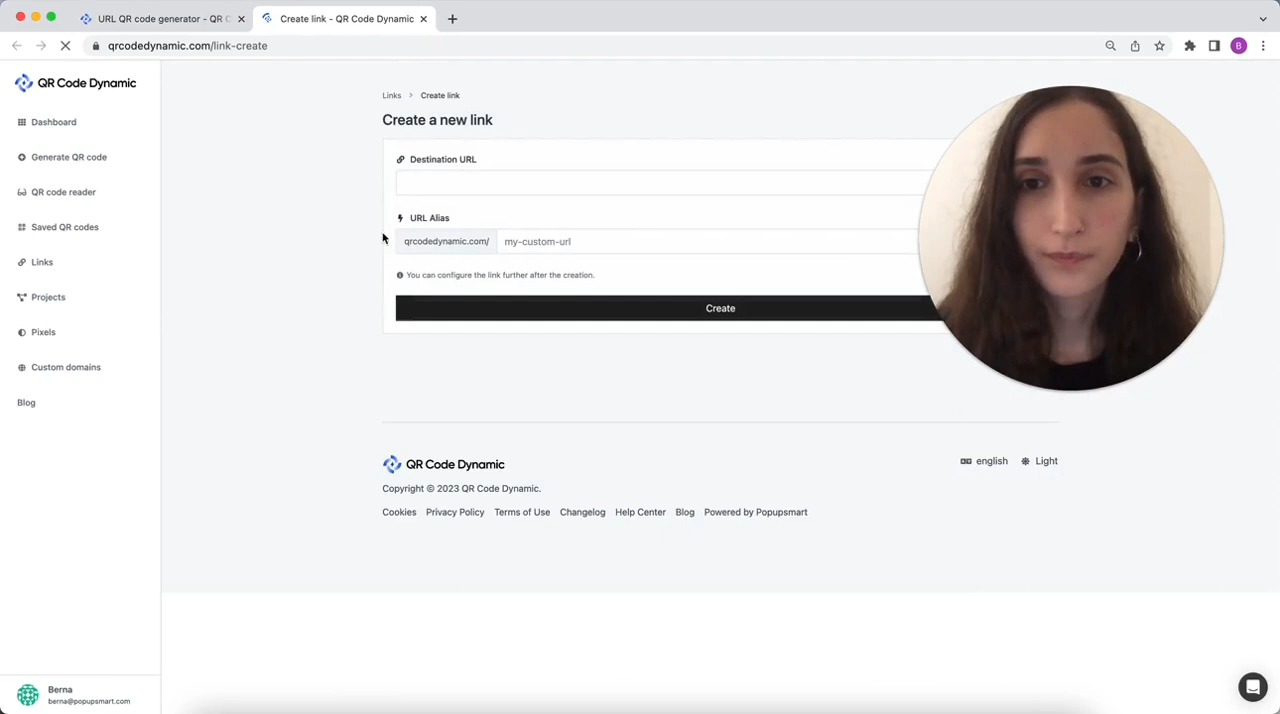 URL QR code generator - QR C
Create link - QR Code Dynamic
qrcodedynamic.com/link-create
B
QR Code Dynamic
Dashboard
Generate QR code
QR code reader
Saved QR codes
Links
Projects
Pixels
Custom domains
Blog
Berna
berna@popupsmart.com
Links > Create link
Create a new link
Destination URL
URL Alias
qrcodedynamic.com/ my-custom-url
You can configure the link further after the creation.
Create
QR Code Dynamic
english Light
Copyright © 2023 QR Code Dynamic.
Cookies Privacy Policy Terms of Use Changelog Help Center Blog Powered by Popupsmart